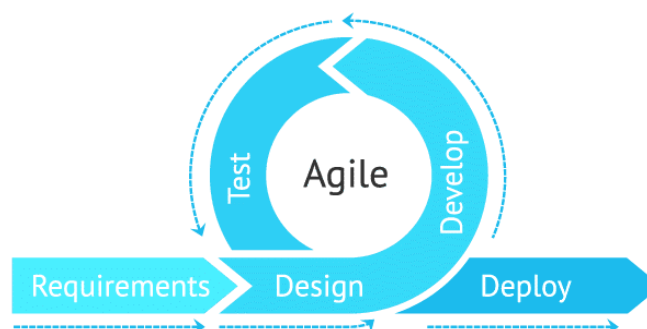 Agile
Test
Develop
Requirements
Design
Deploy